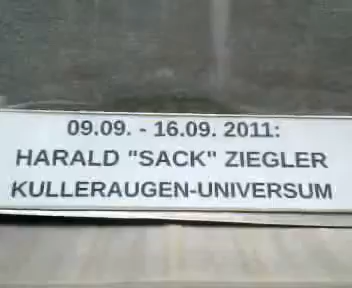 09.09. - 16.09. 2011:
HARALD "SACK" ZIEGLER
KULLERAUGEN-UNIVERSUM